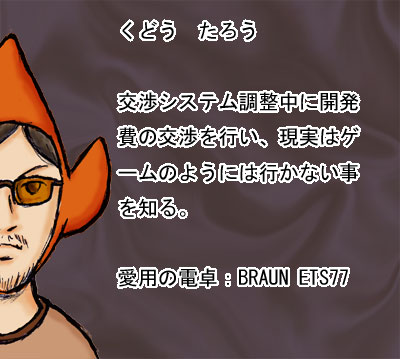 くどう　たろう
交渉システム調整中に開発
費の交渉を行い、現実はゲ
ームのようには行かない事
を知る。
愛用の電卓：BRAUN ETS77